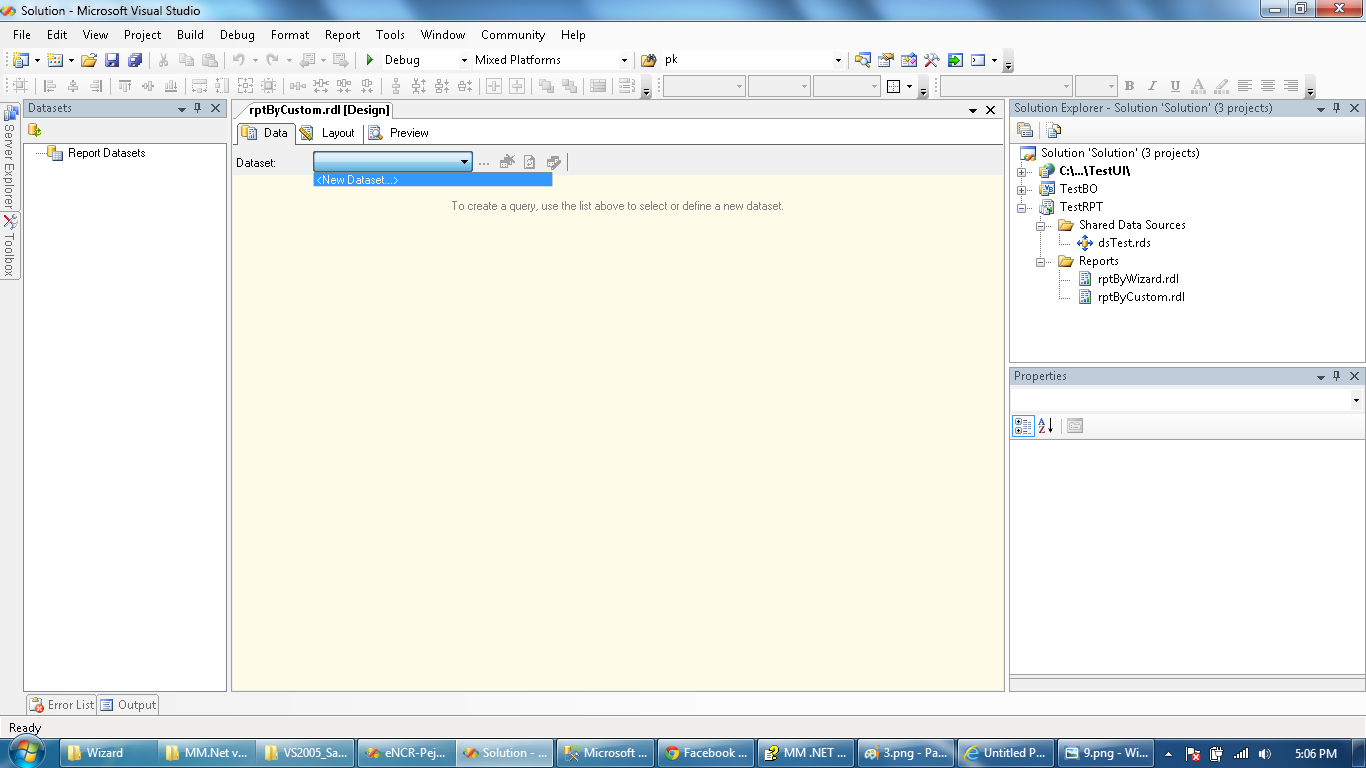 Solution - Microsoft Visual Studio
File Edit View Project Build Debug Format Report Tools Window Community Help
Debug Mixed Platforms pk
B I U A
Server Explorer
Toolbox
Datasets
Report Datasets
rptByCustom.rdl [Design]
Data Layout Preview
Dataset:
<New Dataset...>
To create a query, use the list above to select or define a new dataset.
Solution Explorer - Solution 'Solution' (3 projects)
Solution 'Solution' (3 projects)
C:\...\TestUI\
TestBO
TestRPT
Shared Data Sources
dsTest.rds
Reports
rptByWizard.rdl
rptByCustom.rdl
Properties
Error List Output
Ready
Wizard MM.Net v... VS2005_Sa... eNCR-Pej... Solution - ... Microsoft ... Facebook ... MM .NET ... 3.png - Pa... Untitled P... 9.png - Wi... 5:06 PM